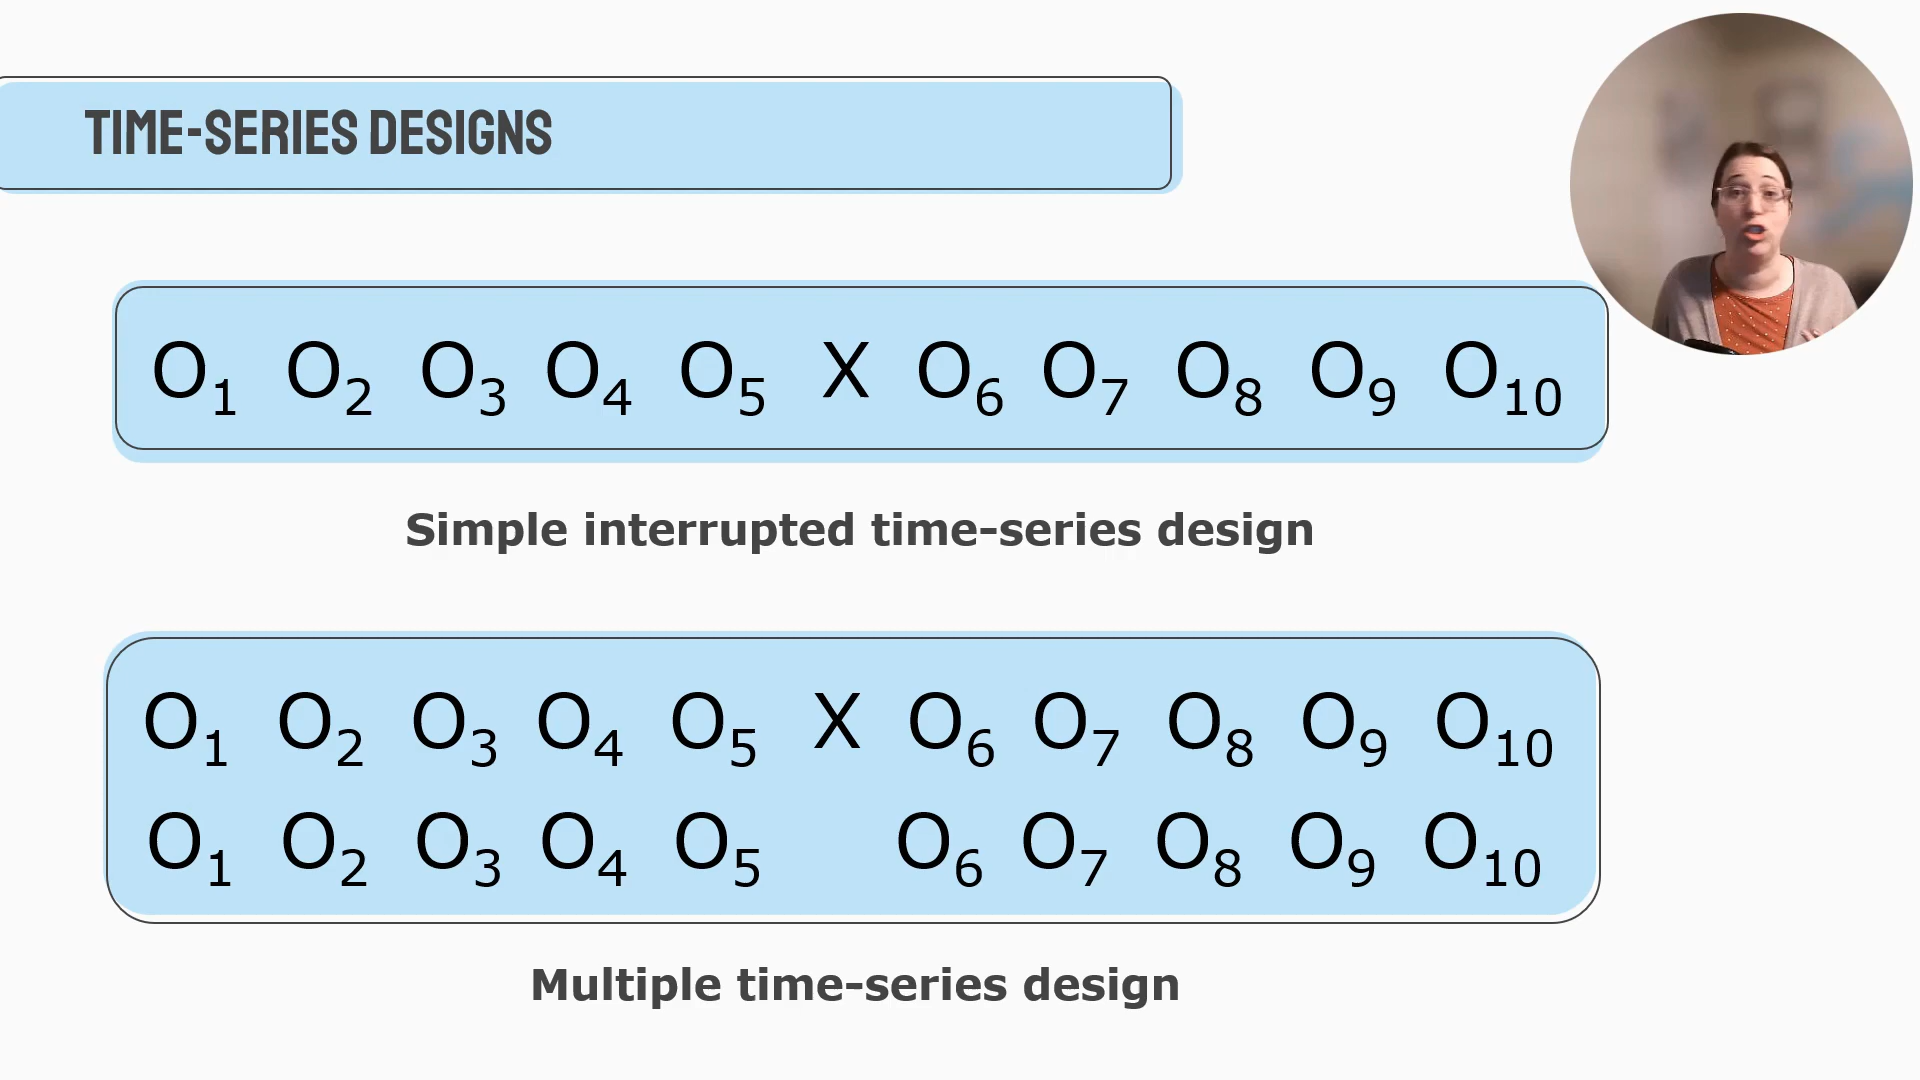 TIME-SERIES DESIGNS
O₁ O₂ O₃ O₄ O₅ X O₆ O₇ O₈ O₉ O₁₀
Simple interrupted time-series design
O₁ O₂ O₃ O₄ O₅ X O₆ O₇ O₈ O₉ O₁₀
O₁ O₂ O₃ O₄ O₅ O₆ O₇ O₈ O₉ O₁₀
Multiple time-series design